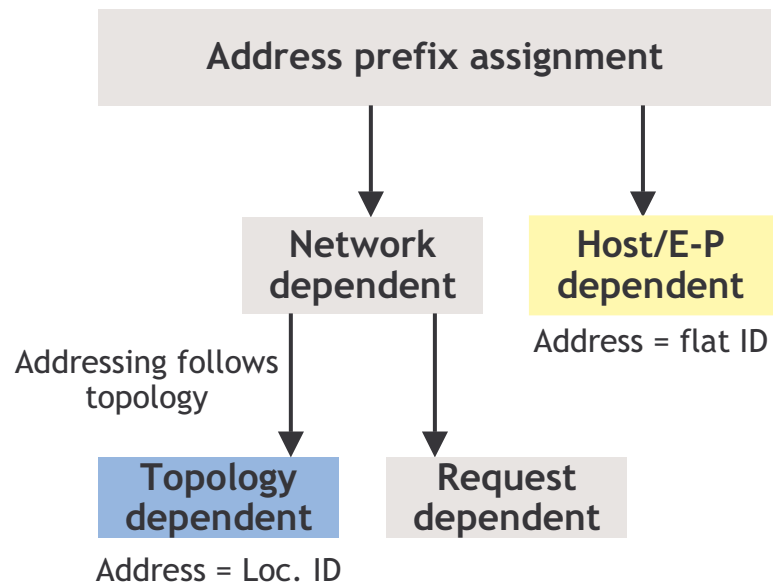 Address prefix assignment
Network
dependent
Host/E-P
dependent
Address = flat ID
Addressing follows
topology
Topology
dependent
Request
dependent
Address = Loc. ID